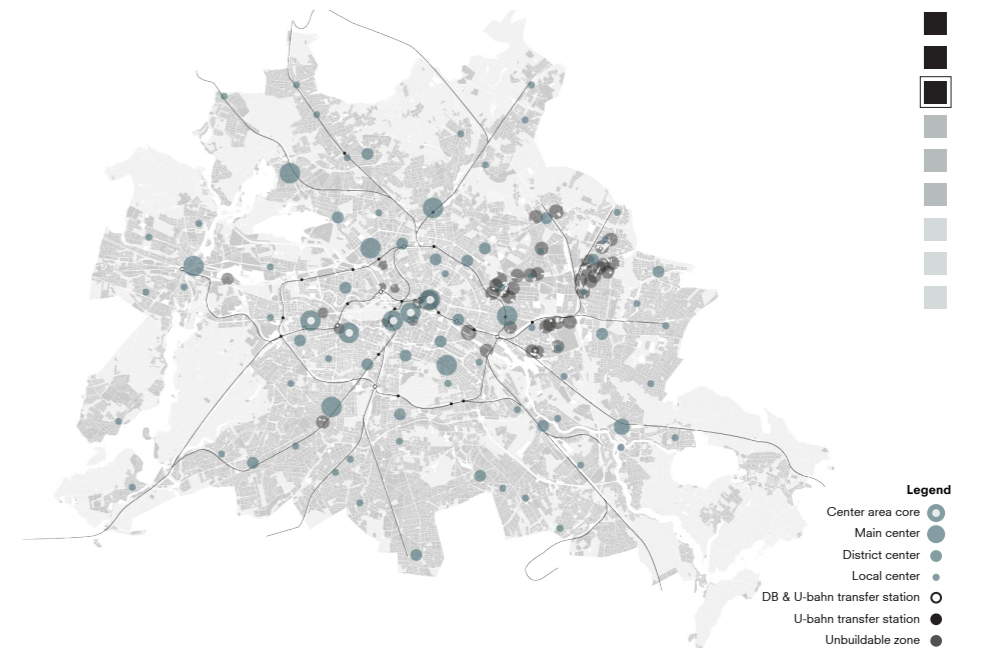 Legend
Center area core
Main center
District center
Local center
DB & U-bahn transfer station
U-bahn transfer station
Unbuildable zone